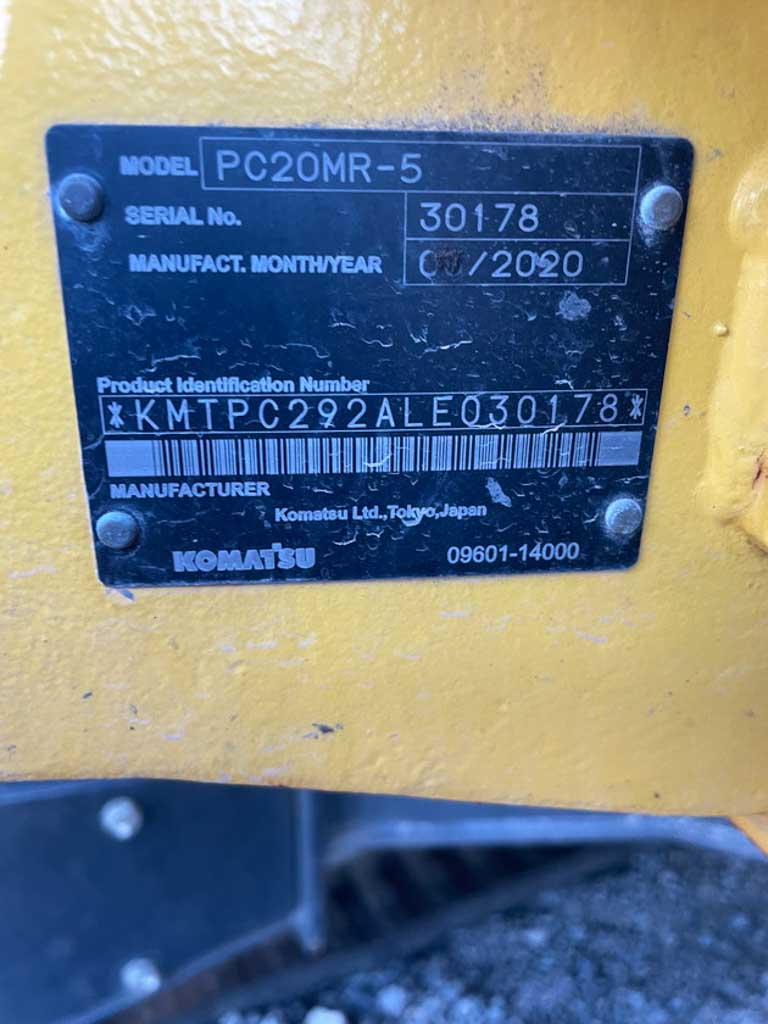 MODEL PC20MR-5
SERIAL No. 30178
MANUFACT. MONTH/YEAR /2020
Product Identification Number
*KMTPC292ALE030178*
MANUFACTURER
Komatsu Ltd.,Tokyo,Japan
KOMATSU 09601-14000